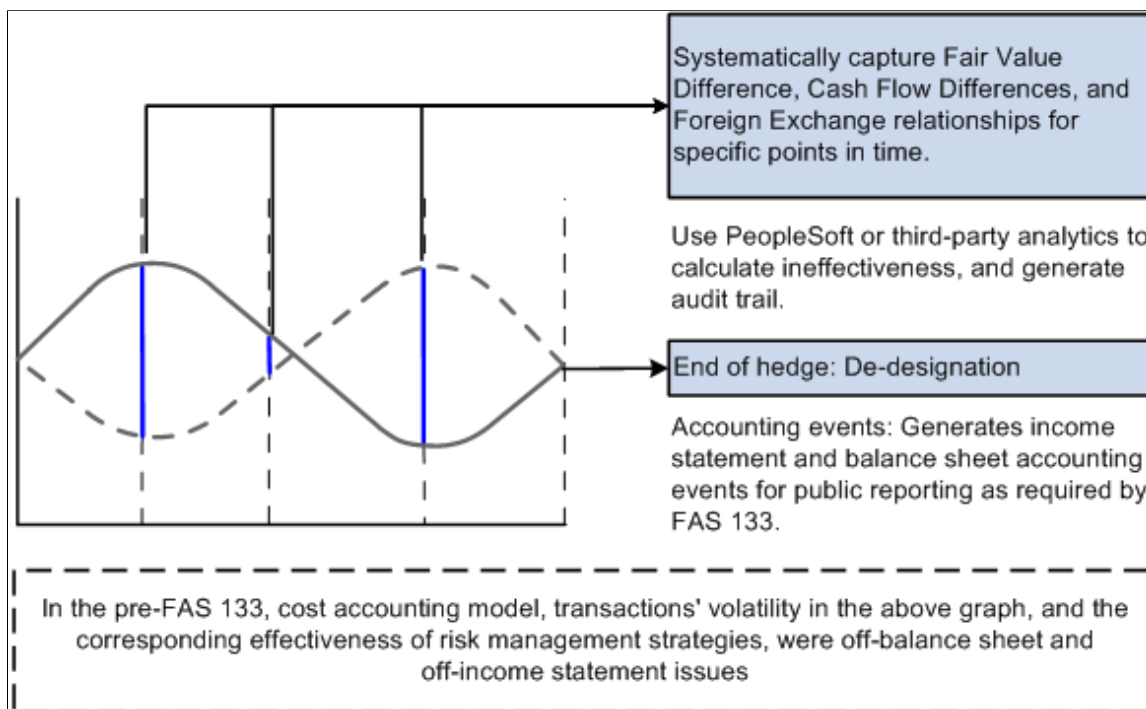 Systematically capture Fair Value
Difference, Cash Flow Differences, and
Foreign Exchange relationships for
specific points in time.
Use PeopleSoft or third-party analytics to
calculate ineffectiveness, and generate
audit trail.
End of hedge: De-designation
Accounting events: Generates income
statement and balance sheet accounting
events for public reporting as required by
FAS 133.
In the pre-FAS 133, cost accounting model, transactions' volatility in the above graph, and the
corresponding effectiveness of risk management strategies, were off-balance sheet and
off-income statement issues